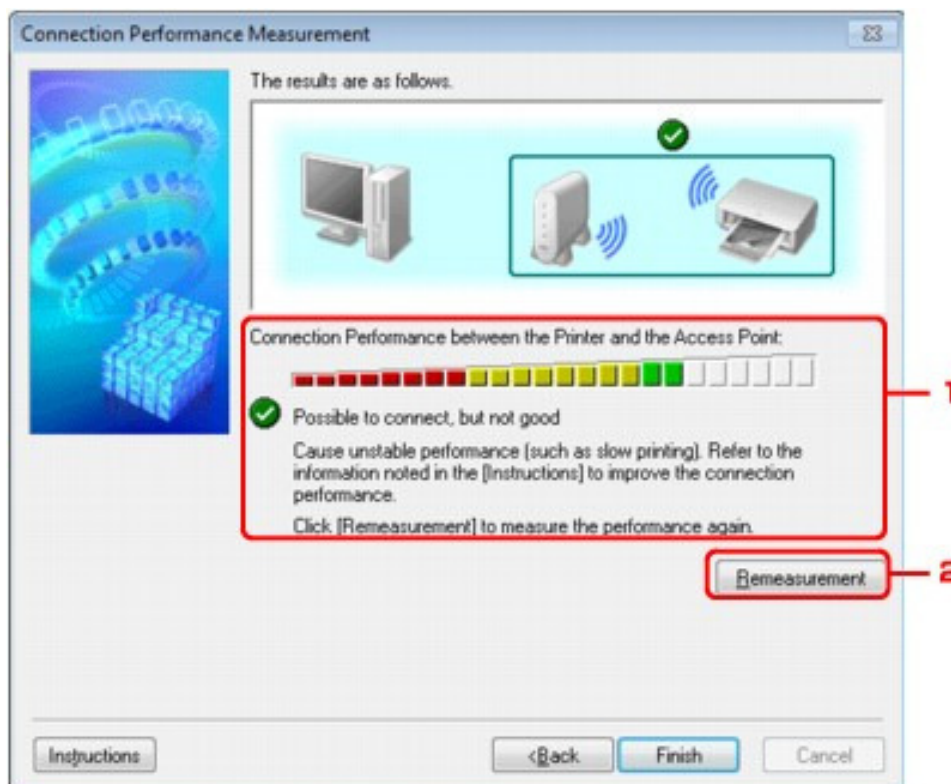 Connection Performance Measurement
The results are as follows.
Connection Performance between the Printer and the Access Point:
Possible to connect, but not good
Cause unstable performance (such as slow printing). Refer to the
information noted in the [Instructions] to improve the connection
performance.
Click [Remeasurement] to measure the performance again.
1
Remeasurement
2
Instructions
<Back
Finish
Cancel